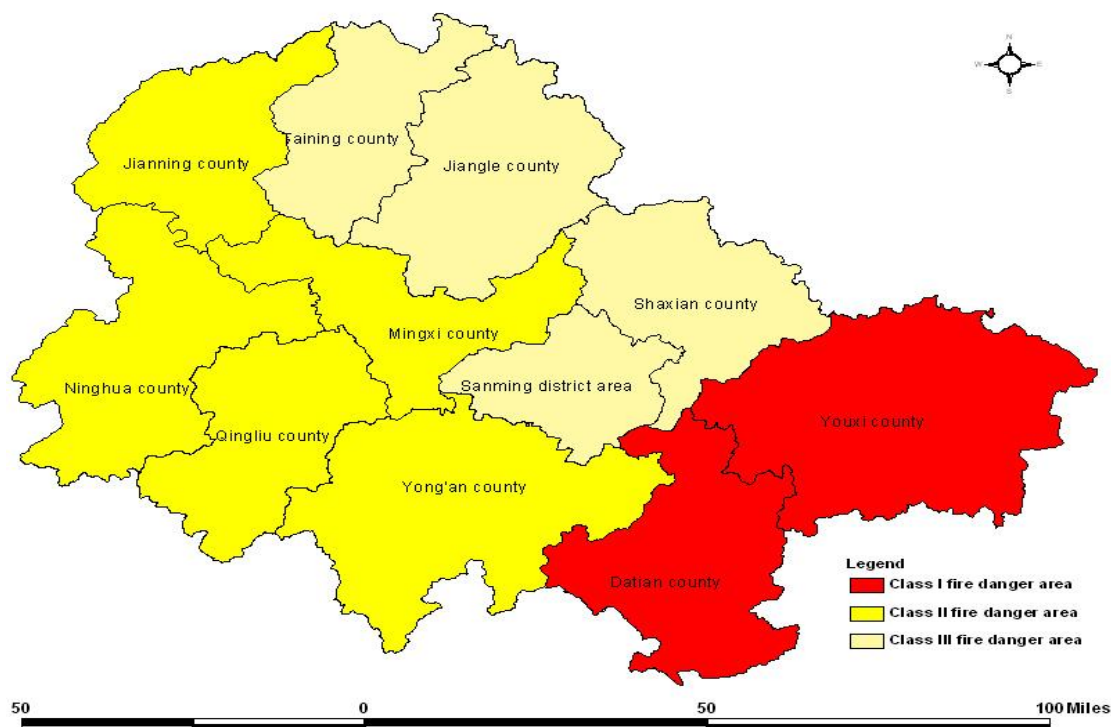 N
W E
S
Taining county
Jianning county
Jiangle county
Shaxian county
Mingxi county
Ninghua county
Sanming district area
Youxi county
Qingliu county
Yong'an county
Datian county
Legend
Class I fire danger area
Class II fire danger area
Class III fire danger area
50 0 50 100 Miles